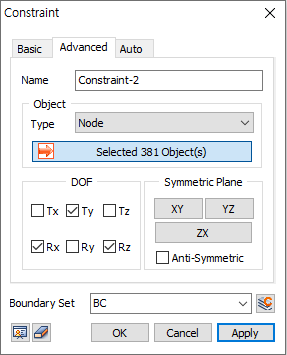 Constraint
Basic Advanced Auto
Name Constraint-2
Object
Type Node
Selected 381 Object(s)
DOF Symmetric Plane
Tx Ty Tz XY YZ
ZX
Rx Ry Rz Anti-Symmetric
Boundary Set BC
OK Cancel Apply